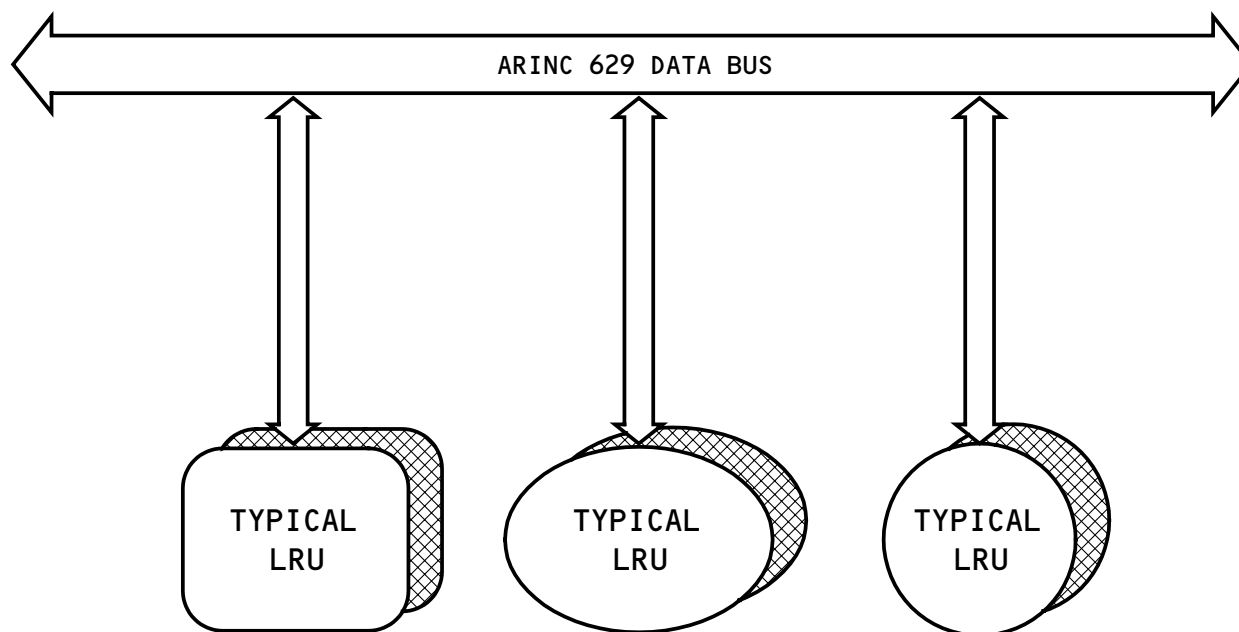 ARINC 629 DATA BUS
TYPICAL
LRU
TYPICAL
LRU
TYPICAL
LRU